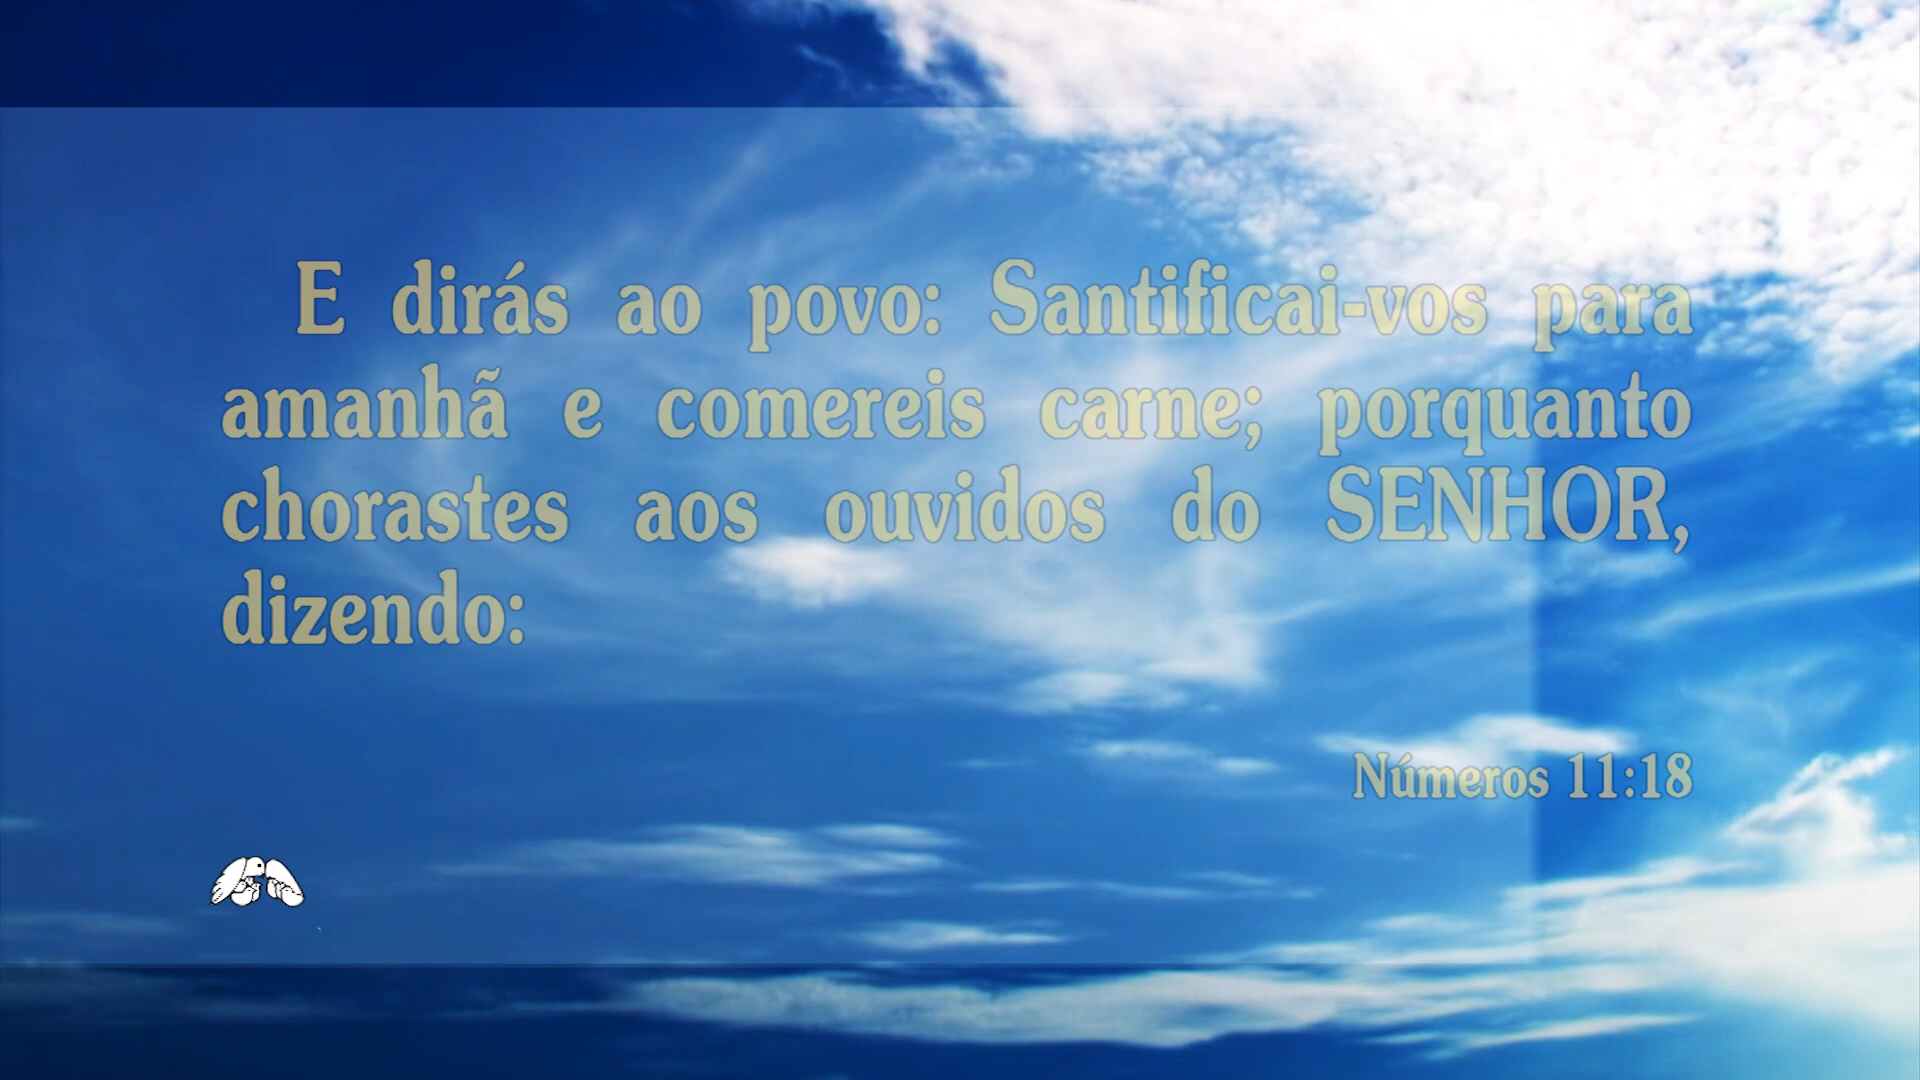 E dirás ao povo: Santificai-vos para
amanhã e comereis carne; porquanto
chorastes aos ouvidos do SENHOR,
dizendo:
Números 11:18